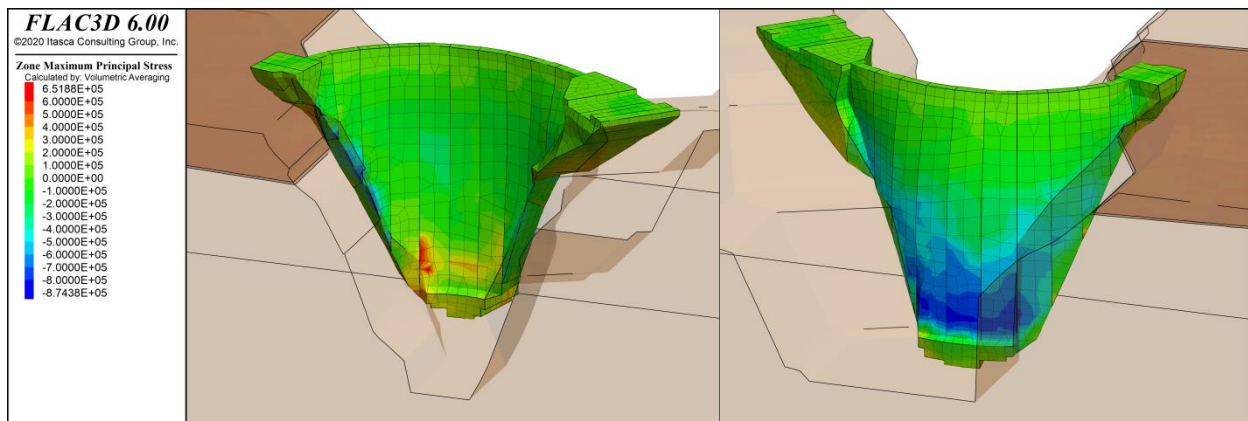 FLAC3D 6.00
©2020 Itasca Consulting Group, Inc.
Zone Maximum Principal Stress
Calculated by: Volumetric Averaging
6.5188E+05
6.0000E+05
5.0000E+05
4.0000E+05
3.0000E+05
2.0000E+05
1.0000E+05
0.0000E+00
-1.0000E+05
-2.0000E+05
-3.0000E+05
-4.0000E+05
-5.0000E+05
-6.0000E+05
-7.0000E+05
-8.0000E+05
-8.7438E+05